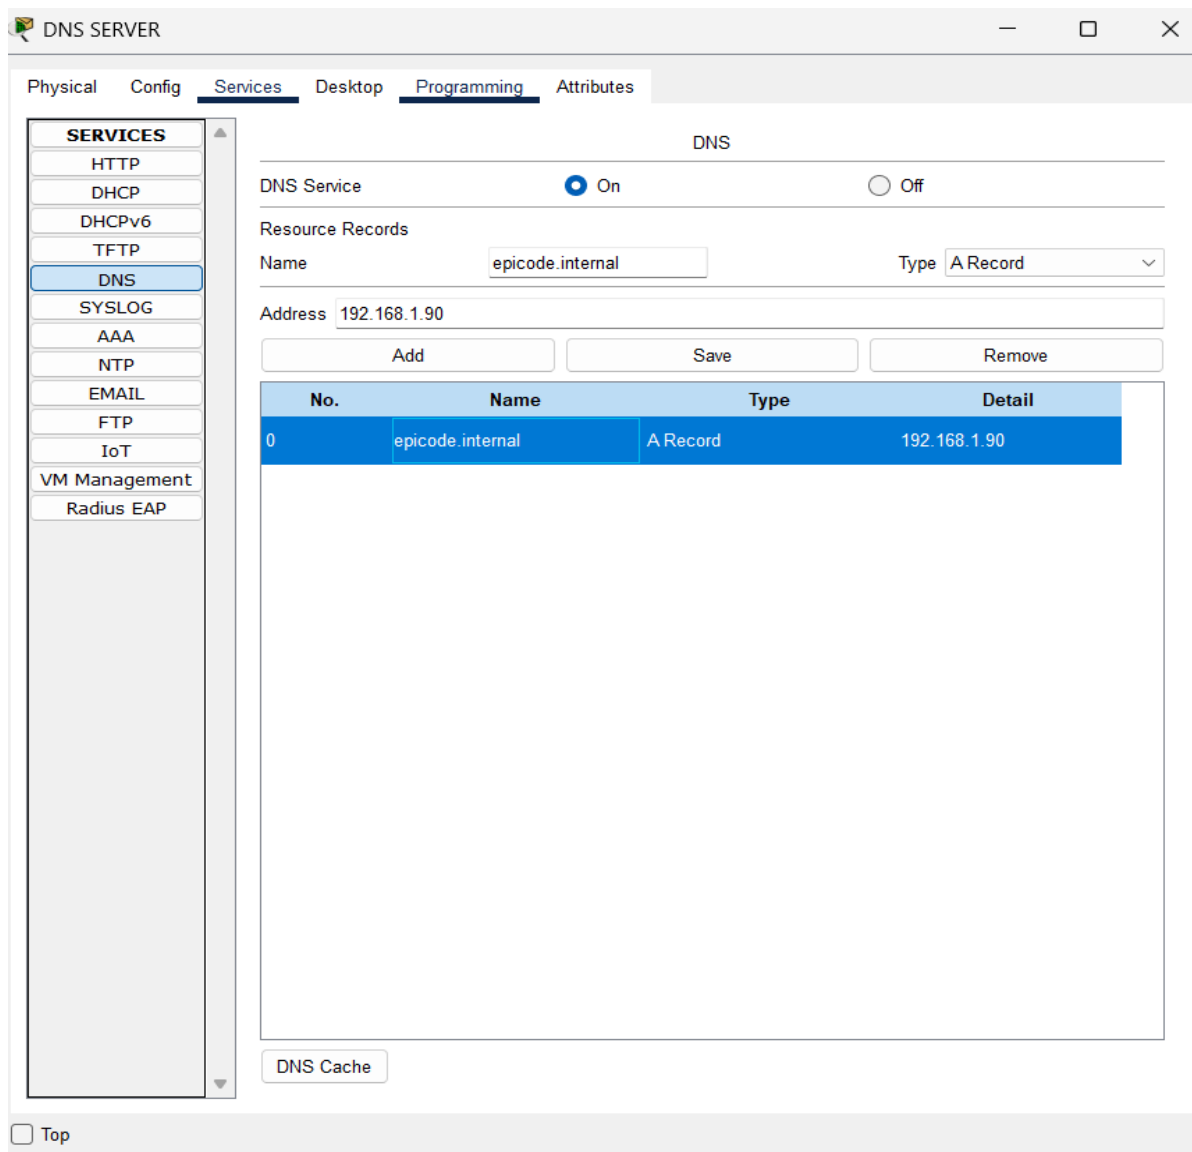 DNS SERVER
Physical Config Services Desktop Programming Attributes
SERVICES
HTTP
DHCP
DHCPv6
TFTP
DNS
SYSLOG
AAA
NTP
EMAIL
FTP
IoT
VM Management
Radius EAP
DNS
DNS Service On Off
Resource Records
Name epicode.internal Type A Record
Address 192.168.1.90
Add Save Remove
No. Name Type Detail
0 epicode.internal A Record 192.168.1.90
DNS Cache
Top